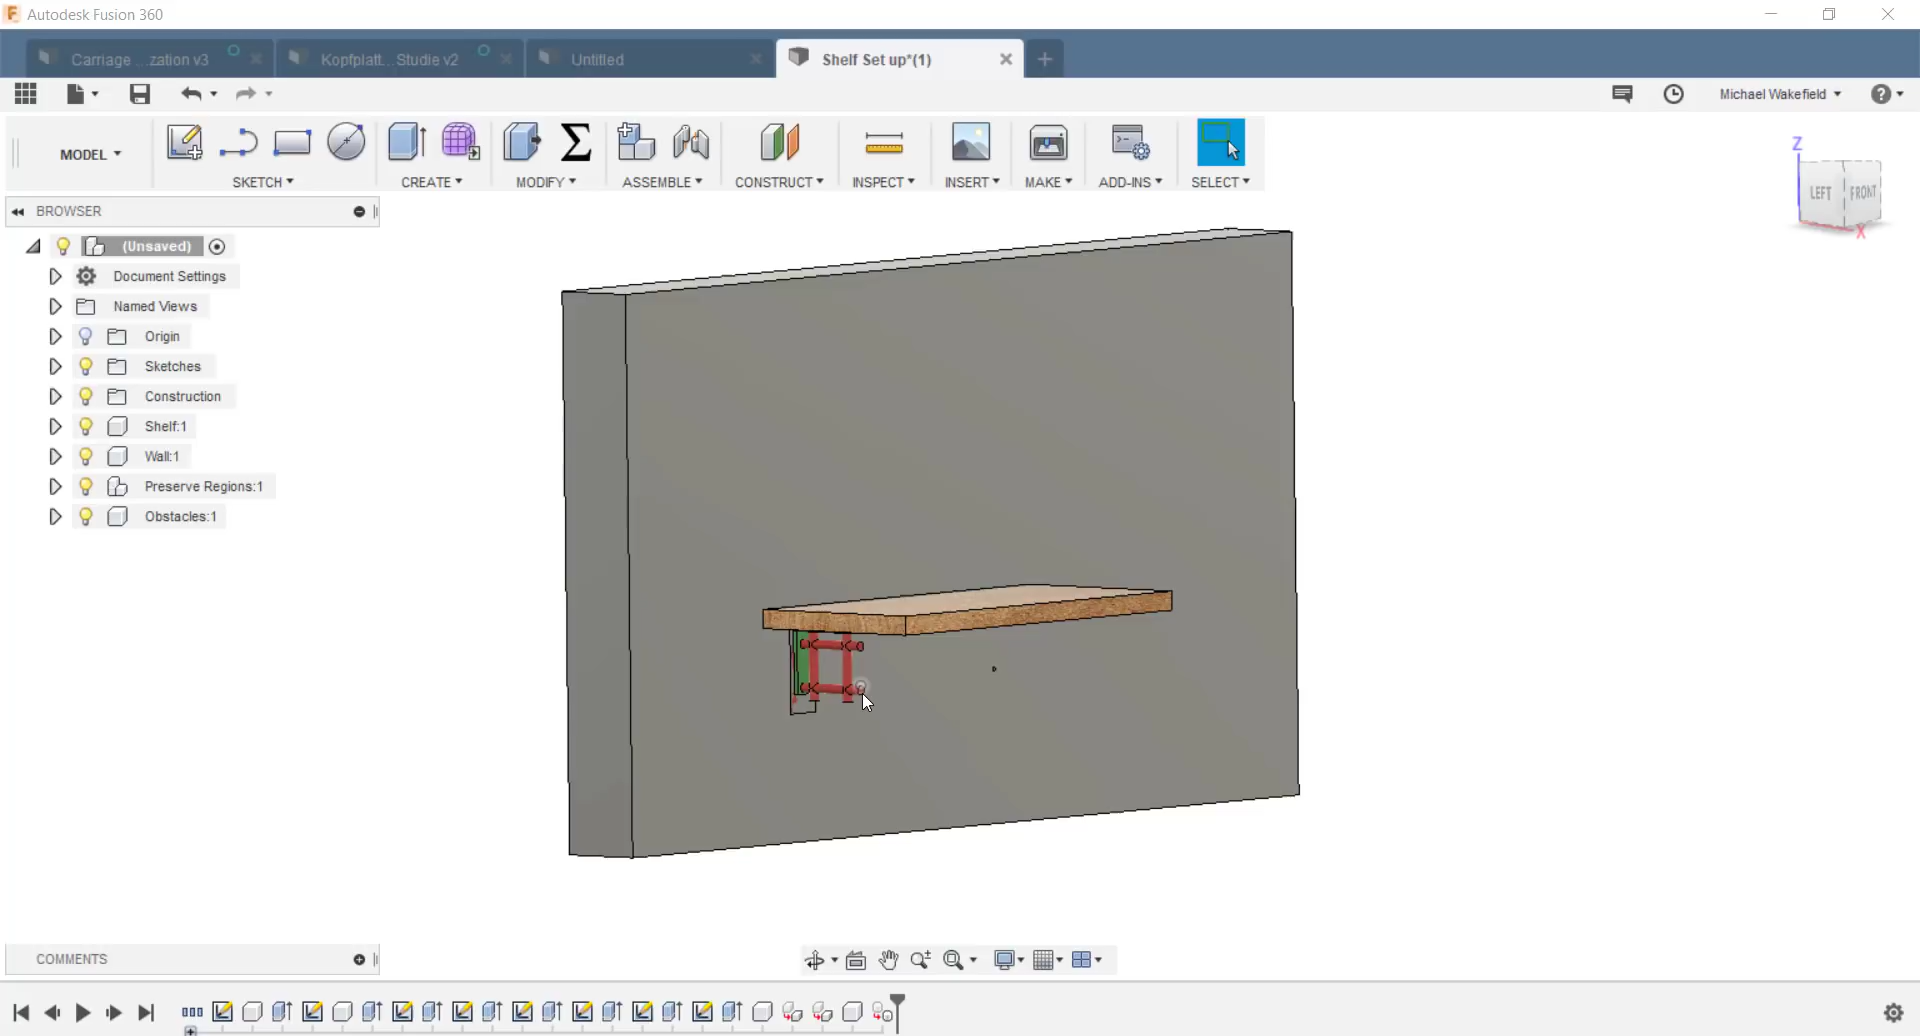 Autodesk Fusion 360
Carriage ...zation v3
Kopfplatt... Studie v2
Untitled
Shelf Set up*(1)
Michael Wakefield
MODEL
SKETCH
CREATE
MODIFY
ASSEMBLE
CONSTRUCT
INSPECT
INSERT
MAKE
ADD-INS
SELECT
Z
LEFT
FRONT
X
BROWSER
(Unsaved)
Document Settings
Named Views
Origin
Sketches
Construction
Shelf:1
Wall:1
Preserve Regions:1
Obstacles:1
COMMENTS